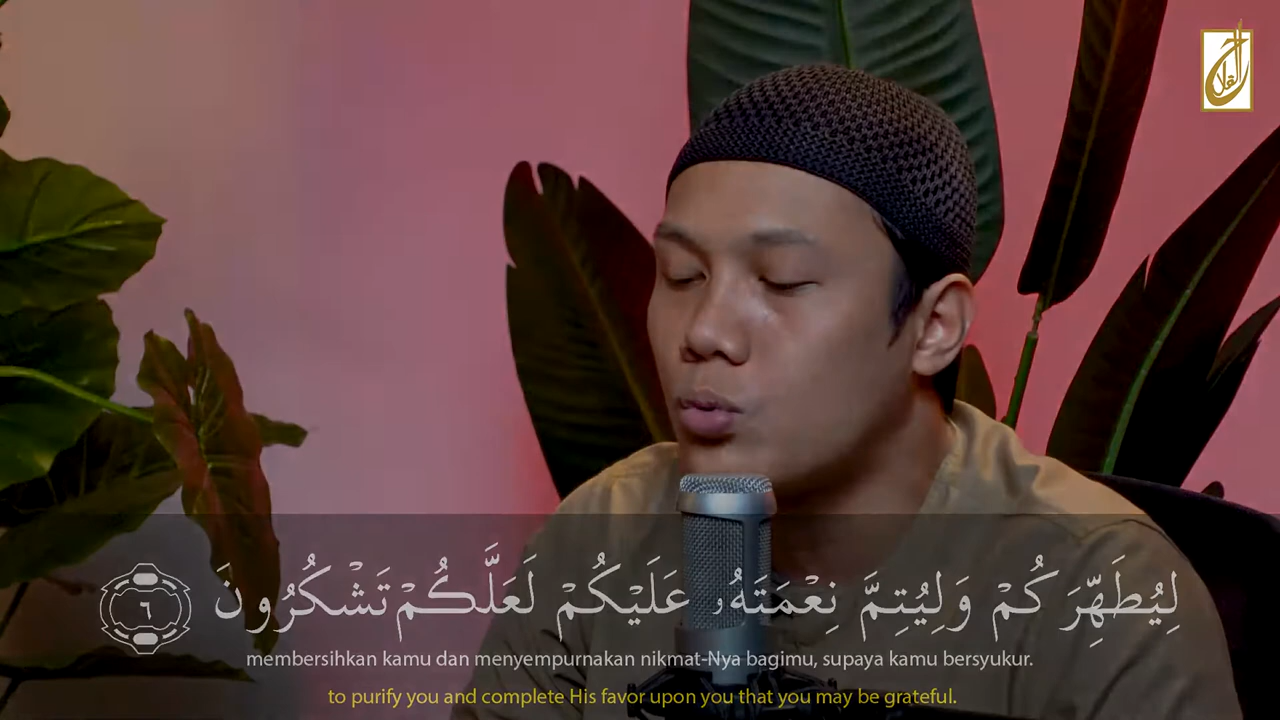 لِيُطَهِّرَكُمْ وَلِيُتِمَّ نِعْمَتَهُۥ عَلَيْكُمْ لَعَلَّكُمْ تَشْكُرُونَ ٦
membersihkan kamu dan menyempurnakan nikmat-Nya bagimu, supaya kamu bersyukur.
to purify you and complete His favor upon you that you may be grateful.